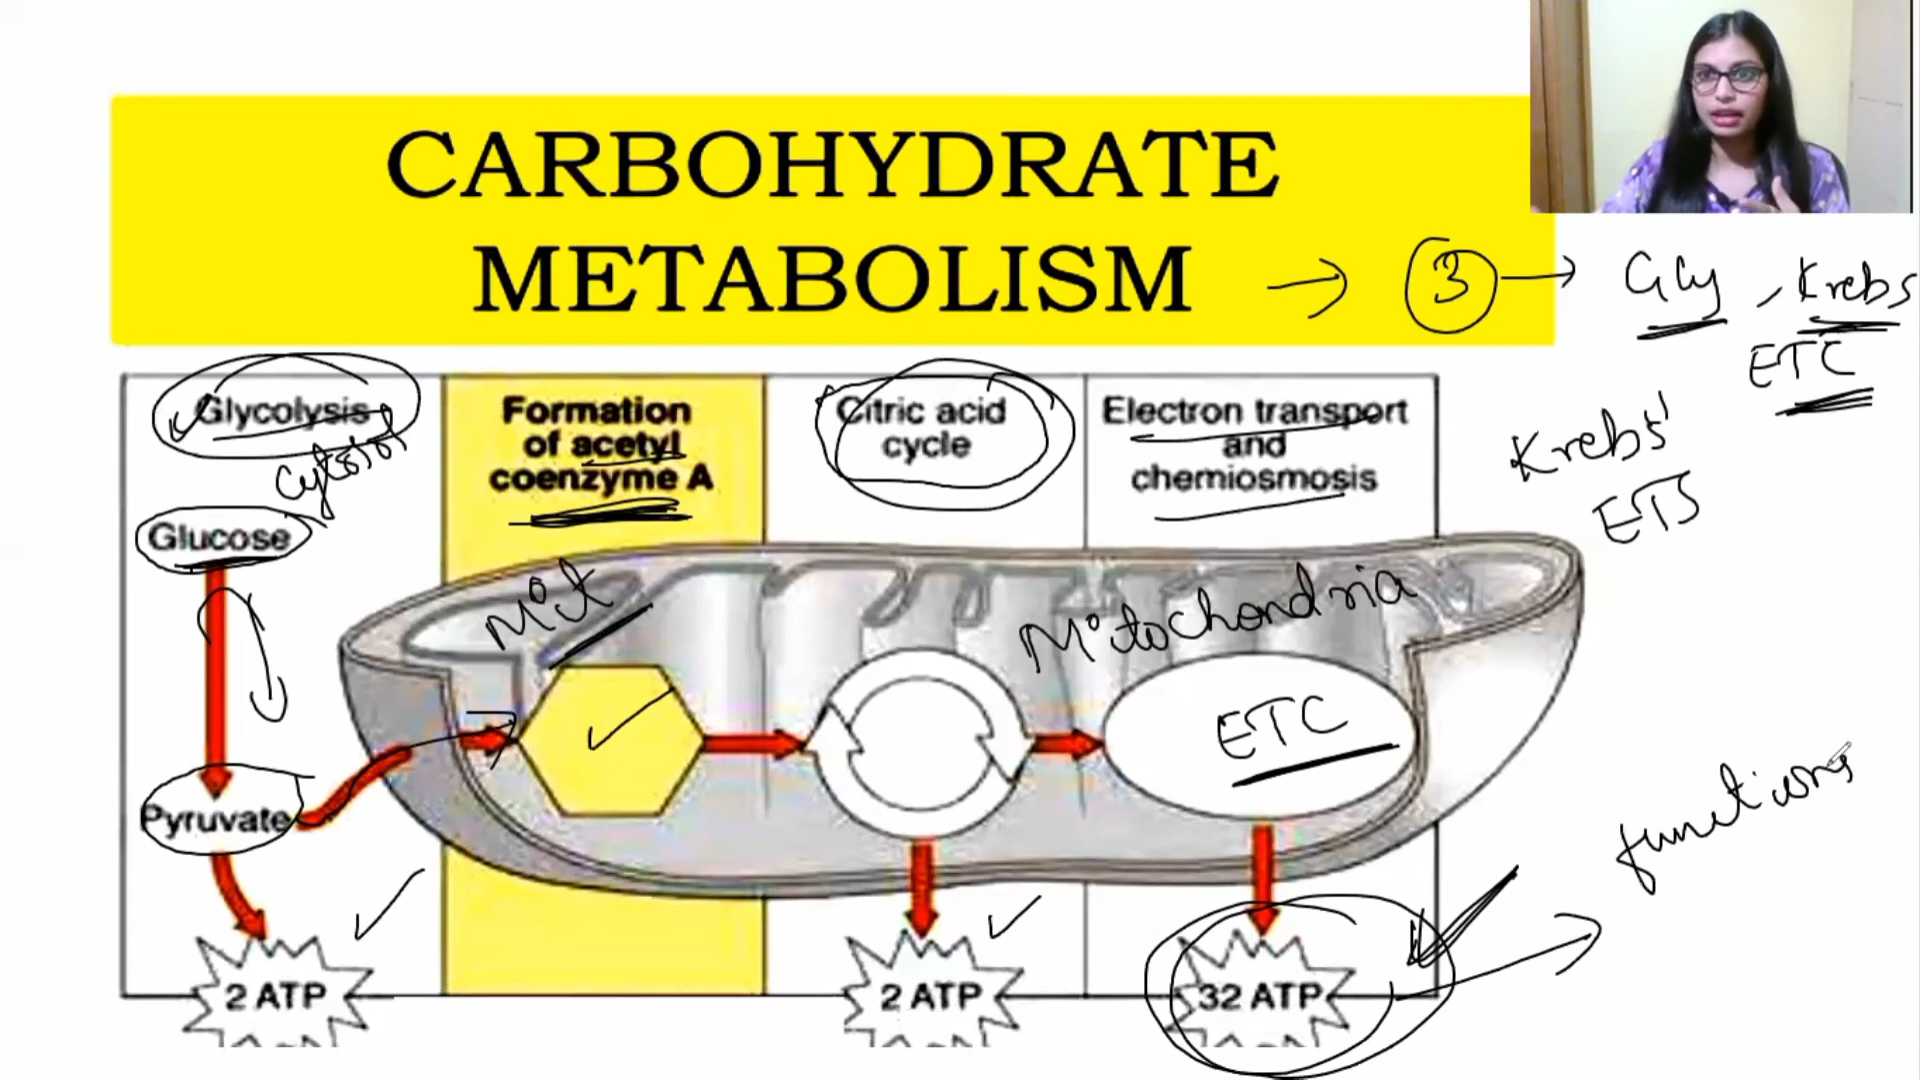 CARBOHYDRATE
METABOLISM
→ 3 → Gly, Krebs
ETC
Glycolysis
cytosol
Formation
of acetyl
coenzyme A
Citric acid
cycle
Electron transport
and
chemiosmosis
Krebs'
ETS
Glucose
Mit
Mitochondria
ETC
Pyruvate
functions
2 ATP
2 ATP
32 ATP